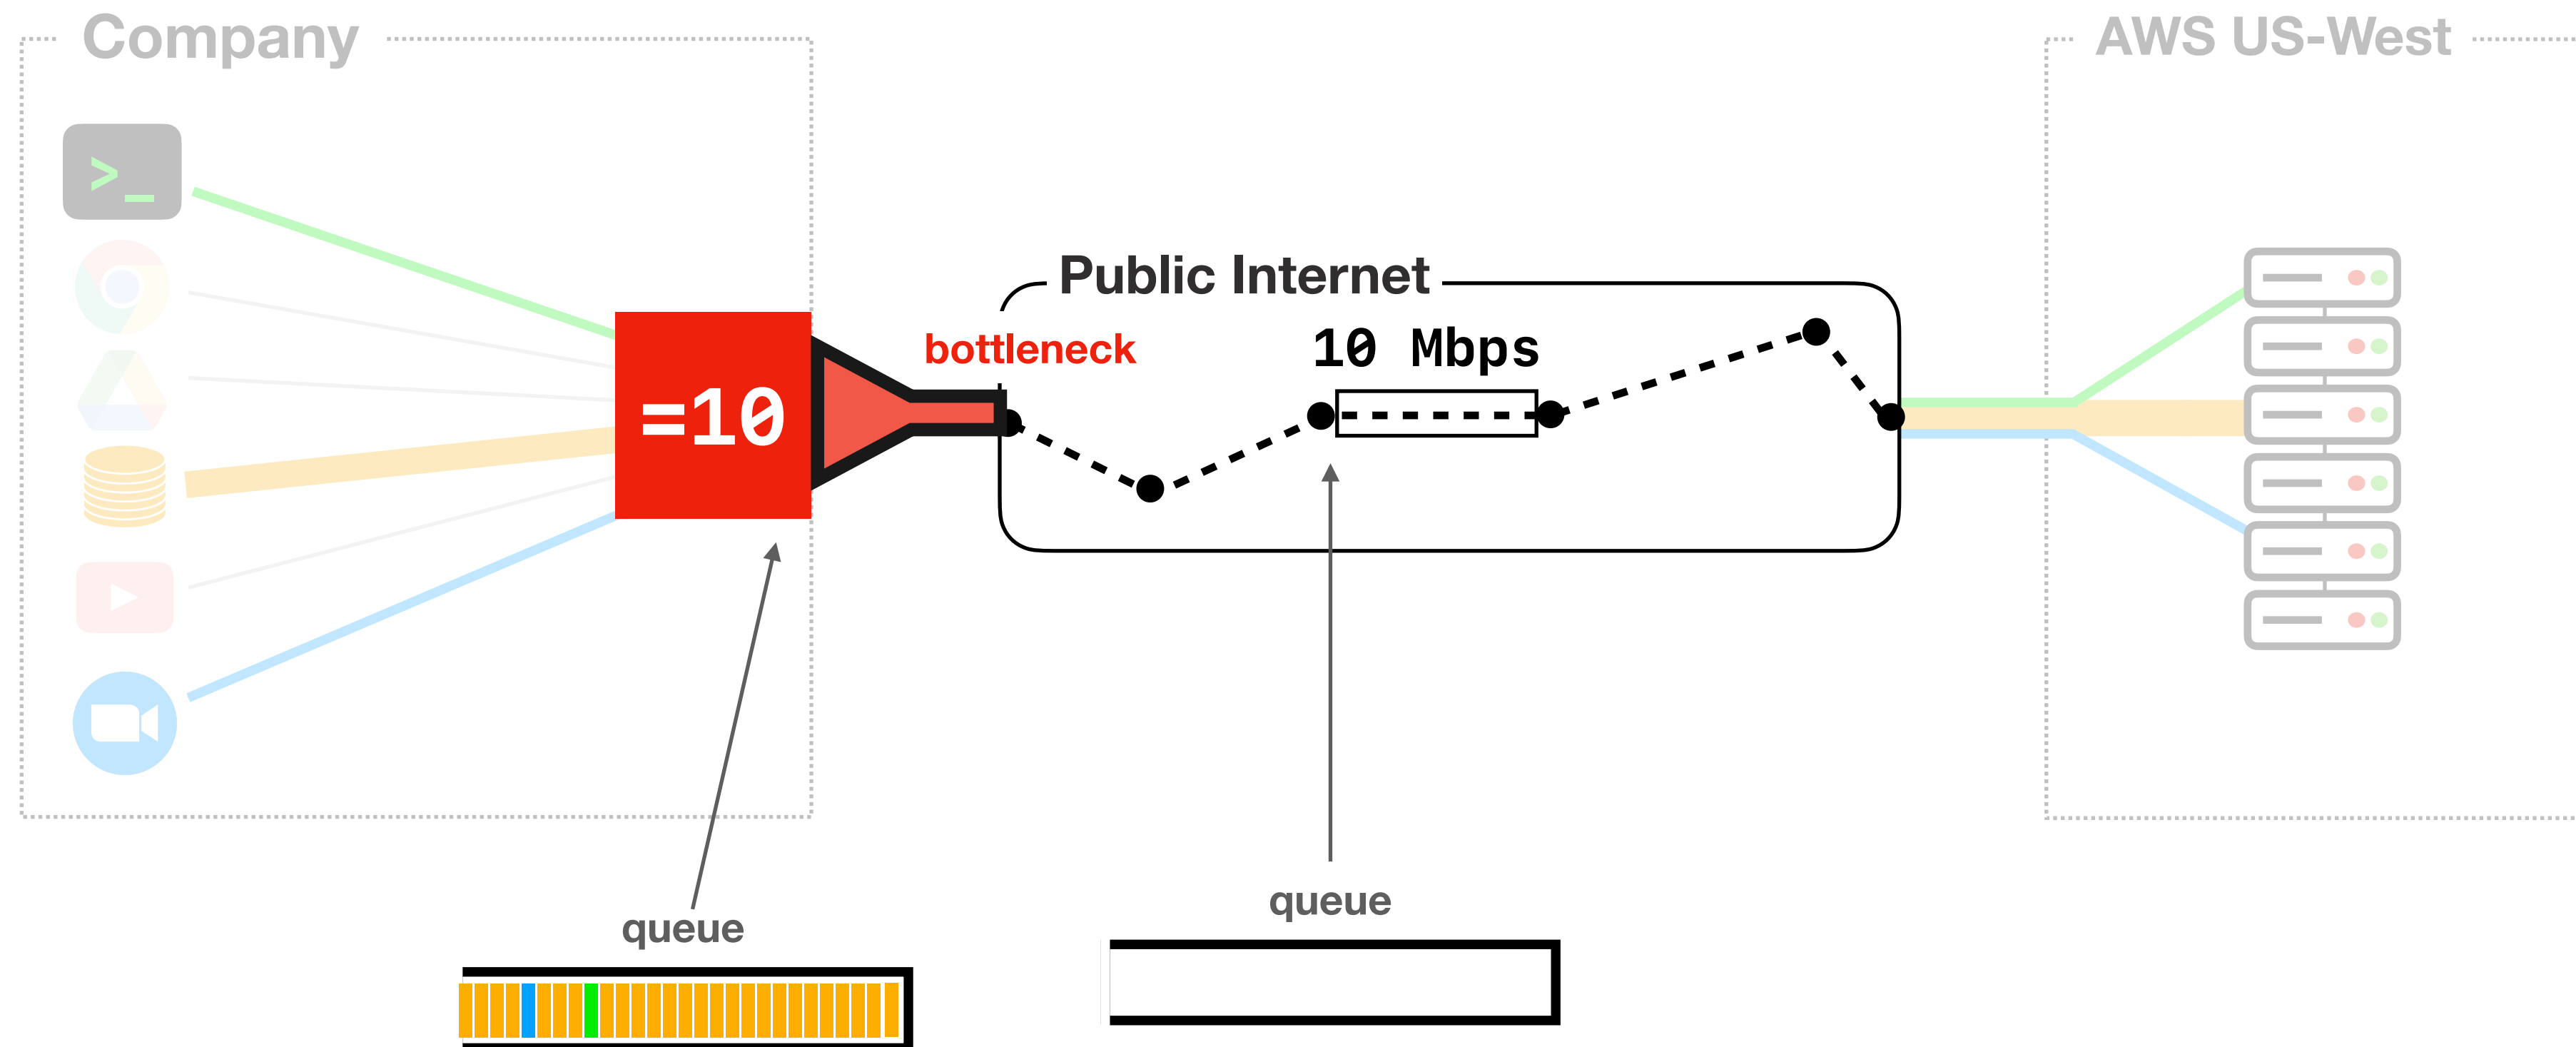 Company
AWS US-West
>_
Public Internet
bottleneck
10 Mbps
=10
queue
queue